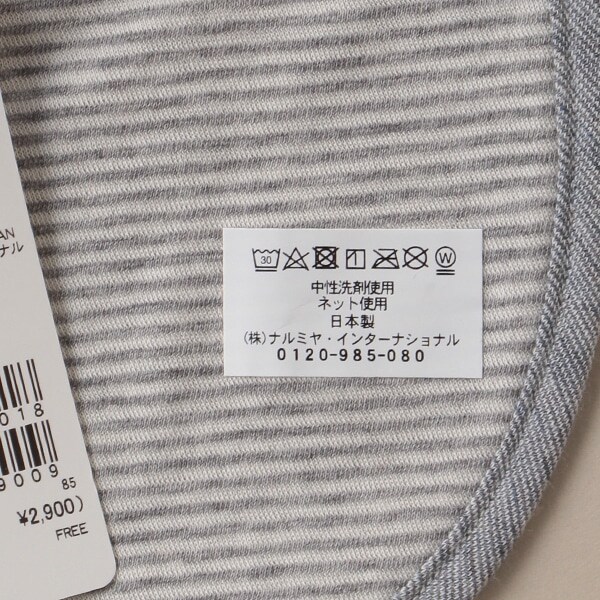 AN
ナル
018
9009
85
¥2,900)
FREE
30 W
中性洗剤使用
ネット使用
日本製
(株)ナルミヤ・インターナショナル
0120-985-080